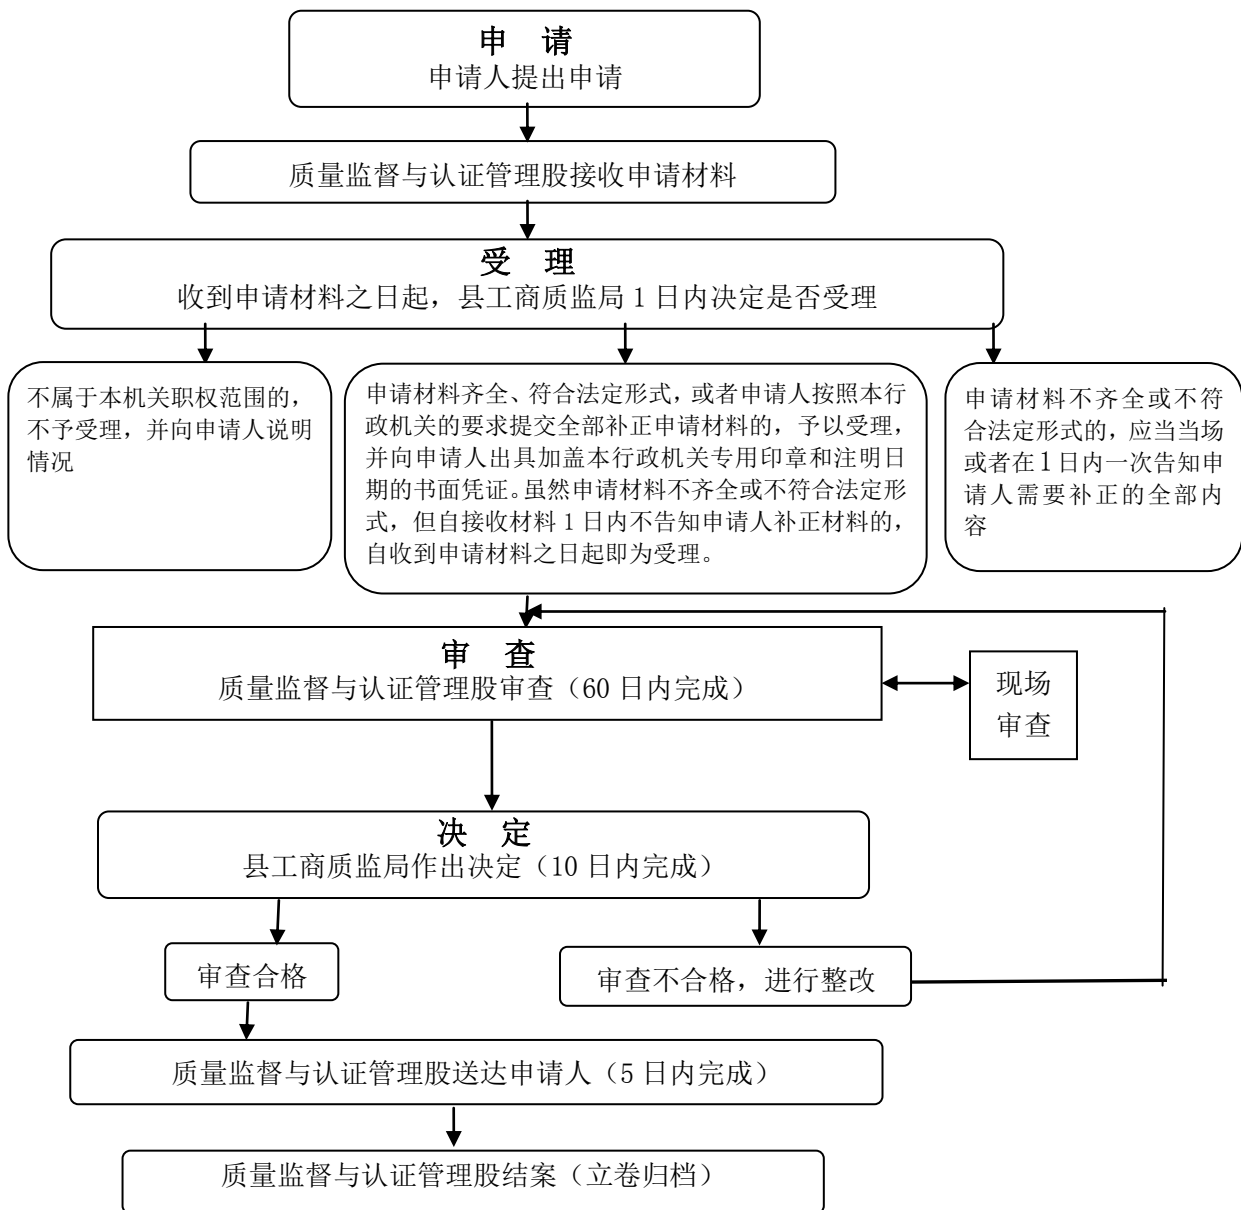 申 请
申请人提出申请
质量监督与认证管理股接收申请材料
受 理
收到申请材料之日起，县工商质监局 1 日内决定是否受理
不属于本机关职权范围的，
不予受理，并向申请人说明
情况
申请材料齐全、符合法定形式，或者申请人按照本行
政机关的要求提交全部补正申请材料的，予以受理，
并向申请人出具加盖本行政机关专用印章和注明日
期的书面凭证。虽然申请材料不齐全或不符合法定形
式，但自接收材料 1 日内不告知申请人补正材料的，
自收到申请材料之日起即为受理。
申请材料不齐全或不符
合法定形式的，应当当场
或者在 1 日内一次告知申
请人需要补正的全部内
容
审 查
质量监督与认证管理股审查（60 日内完成）
现场
审查
决 定
县工商质监局作出决定（10 日内完成）
审查合格
审查不合格，进行整改
质量监督与认证管理股送达申请人（5 日内完成）
质量监督与认证管理股结案（立卷归档）